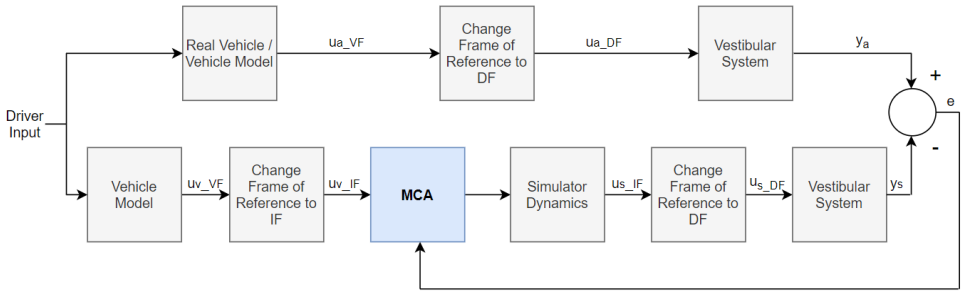 Driver
Input
Real Vehicle /
Vehicle Model
ua_VF
Change
Frame of
Reference to
DF
ua_DF
Vestibular
System
ya
+
e
-
Vehicle
Model
uv_VF
Change
Frame of
Reference to
IF
uv_IF
MCA
Simulator
Dynamics
us_IF
Change
Frame of
Reference to
DF
us_DF
Vestibular
System
ys